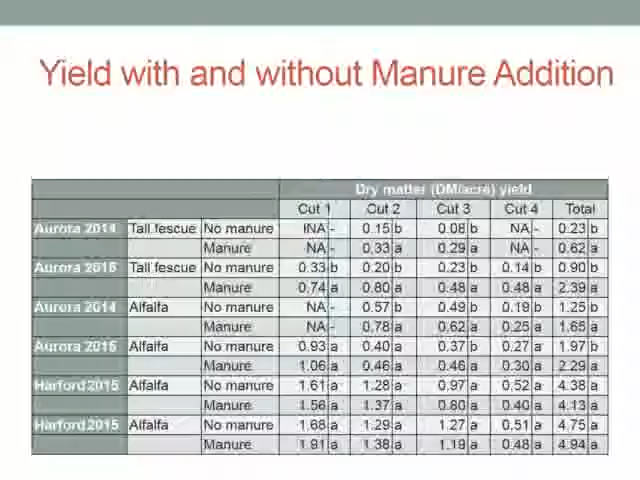 Yield with and without Manure Addition
Dry matter (DM/acre) yield
Cut 1 Cut 2 Cut 3 Cut 4 Total
Aurora 2014 Tall fescue No manure INA - 0.15 b 0.08 b NA - 0.23 b
Manure NA - 0.33 a 0.29 a NA - 0.62 a
Aurora 2015 Tall fescue No manure 0.33 b 0.20 b 0.23 b 0.14 b 0.90 b
Manure 0.74 a 0.80 a 0.48 a 0.48 a 2.39 a
Aurora 2014 Alfalfa No manure NA - 0.57 b 0.49 b 0.19 b 1.25 b
Manure NA - 0.78 a 0.62 a 0.25 a 1.65 a
Aurora 2015 Alfalfa No manure 0.93 a 0.40 a 0.37 b 0.27 a 1.97 b
Manure 1.06 a 0.46 a 0.46 a 0.30 a 2.29 a
Harford 2015 Alfalfa No manure 1.61 a 1.28 a 0.97 a 0.52 a 4.38 a
Manure 1.56 a 1.37 a 0.80 a 0.40 a 4.13 a
Harford 2015 Alfalfa No manure 1.68 a 1.29 a 1.27 a 0.51 a 4.75 a
Manure 1.91 a 1.38 a 1.19 a 0.48 a 4.94 a